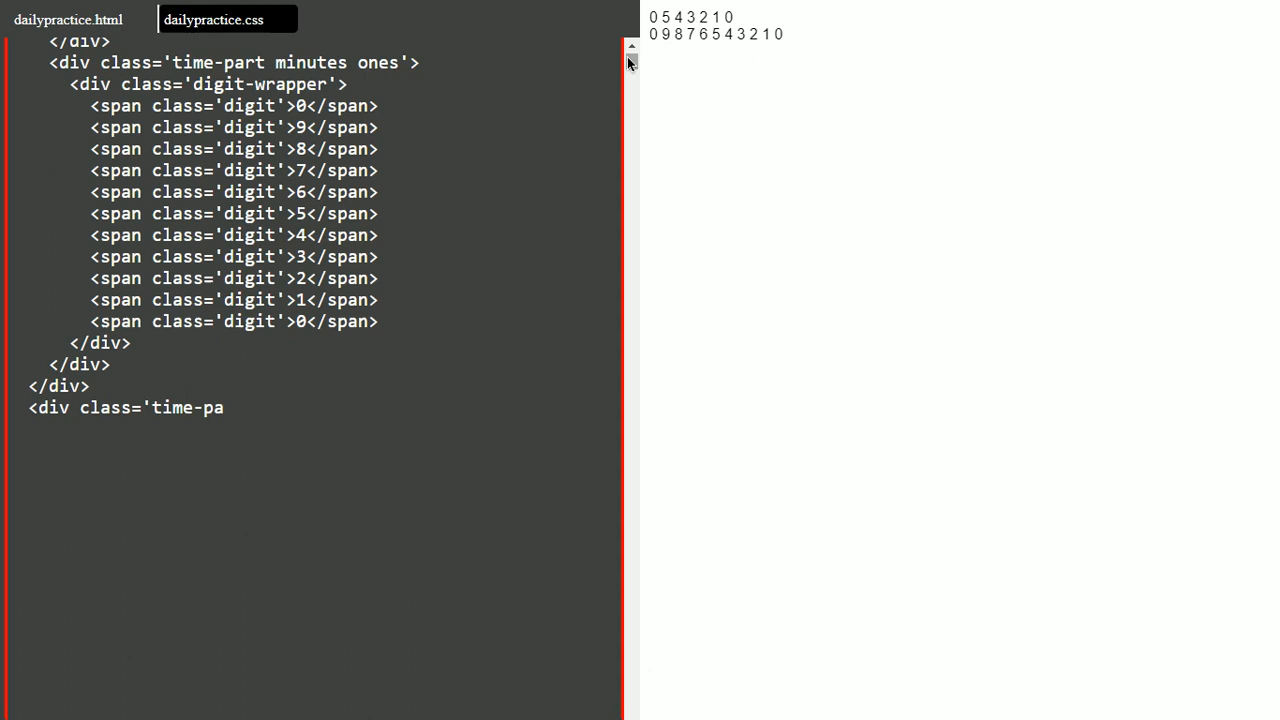 dailypractice.html
dailypractice.css
</div>
<div class='time-part minutes ones'>
<div class='digit-wrapper'>
<span class='digit'>0</span>
<span class='digit'>9</span>
<span class='digit'>8</span>
<span class='digit'>7</span>
<span class='digit'>6</span>
<span class='digit'>5</span>
<span class='digit'>4</span>
<span class='digit'>3</span>
<span class='digit'>2</span>
<span class='digit'>1</span>
<span class='digit'>0</span>
</div>
</div>
</div>
<div class='time-pa
0 5 4 3 2 1 0
0 9 8 7 6 5 4 3 2 1 0